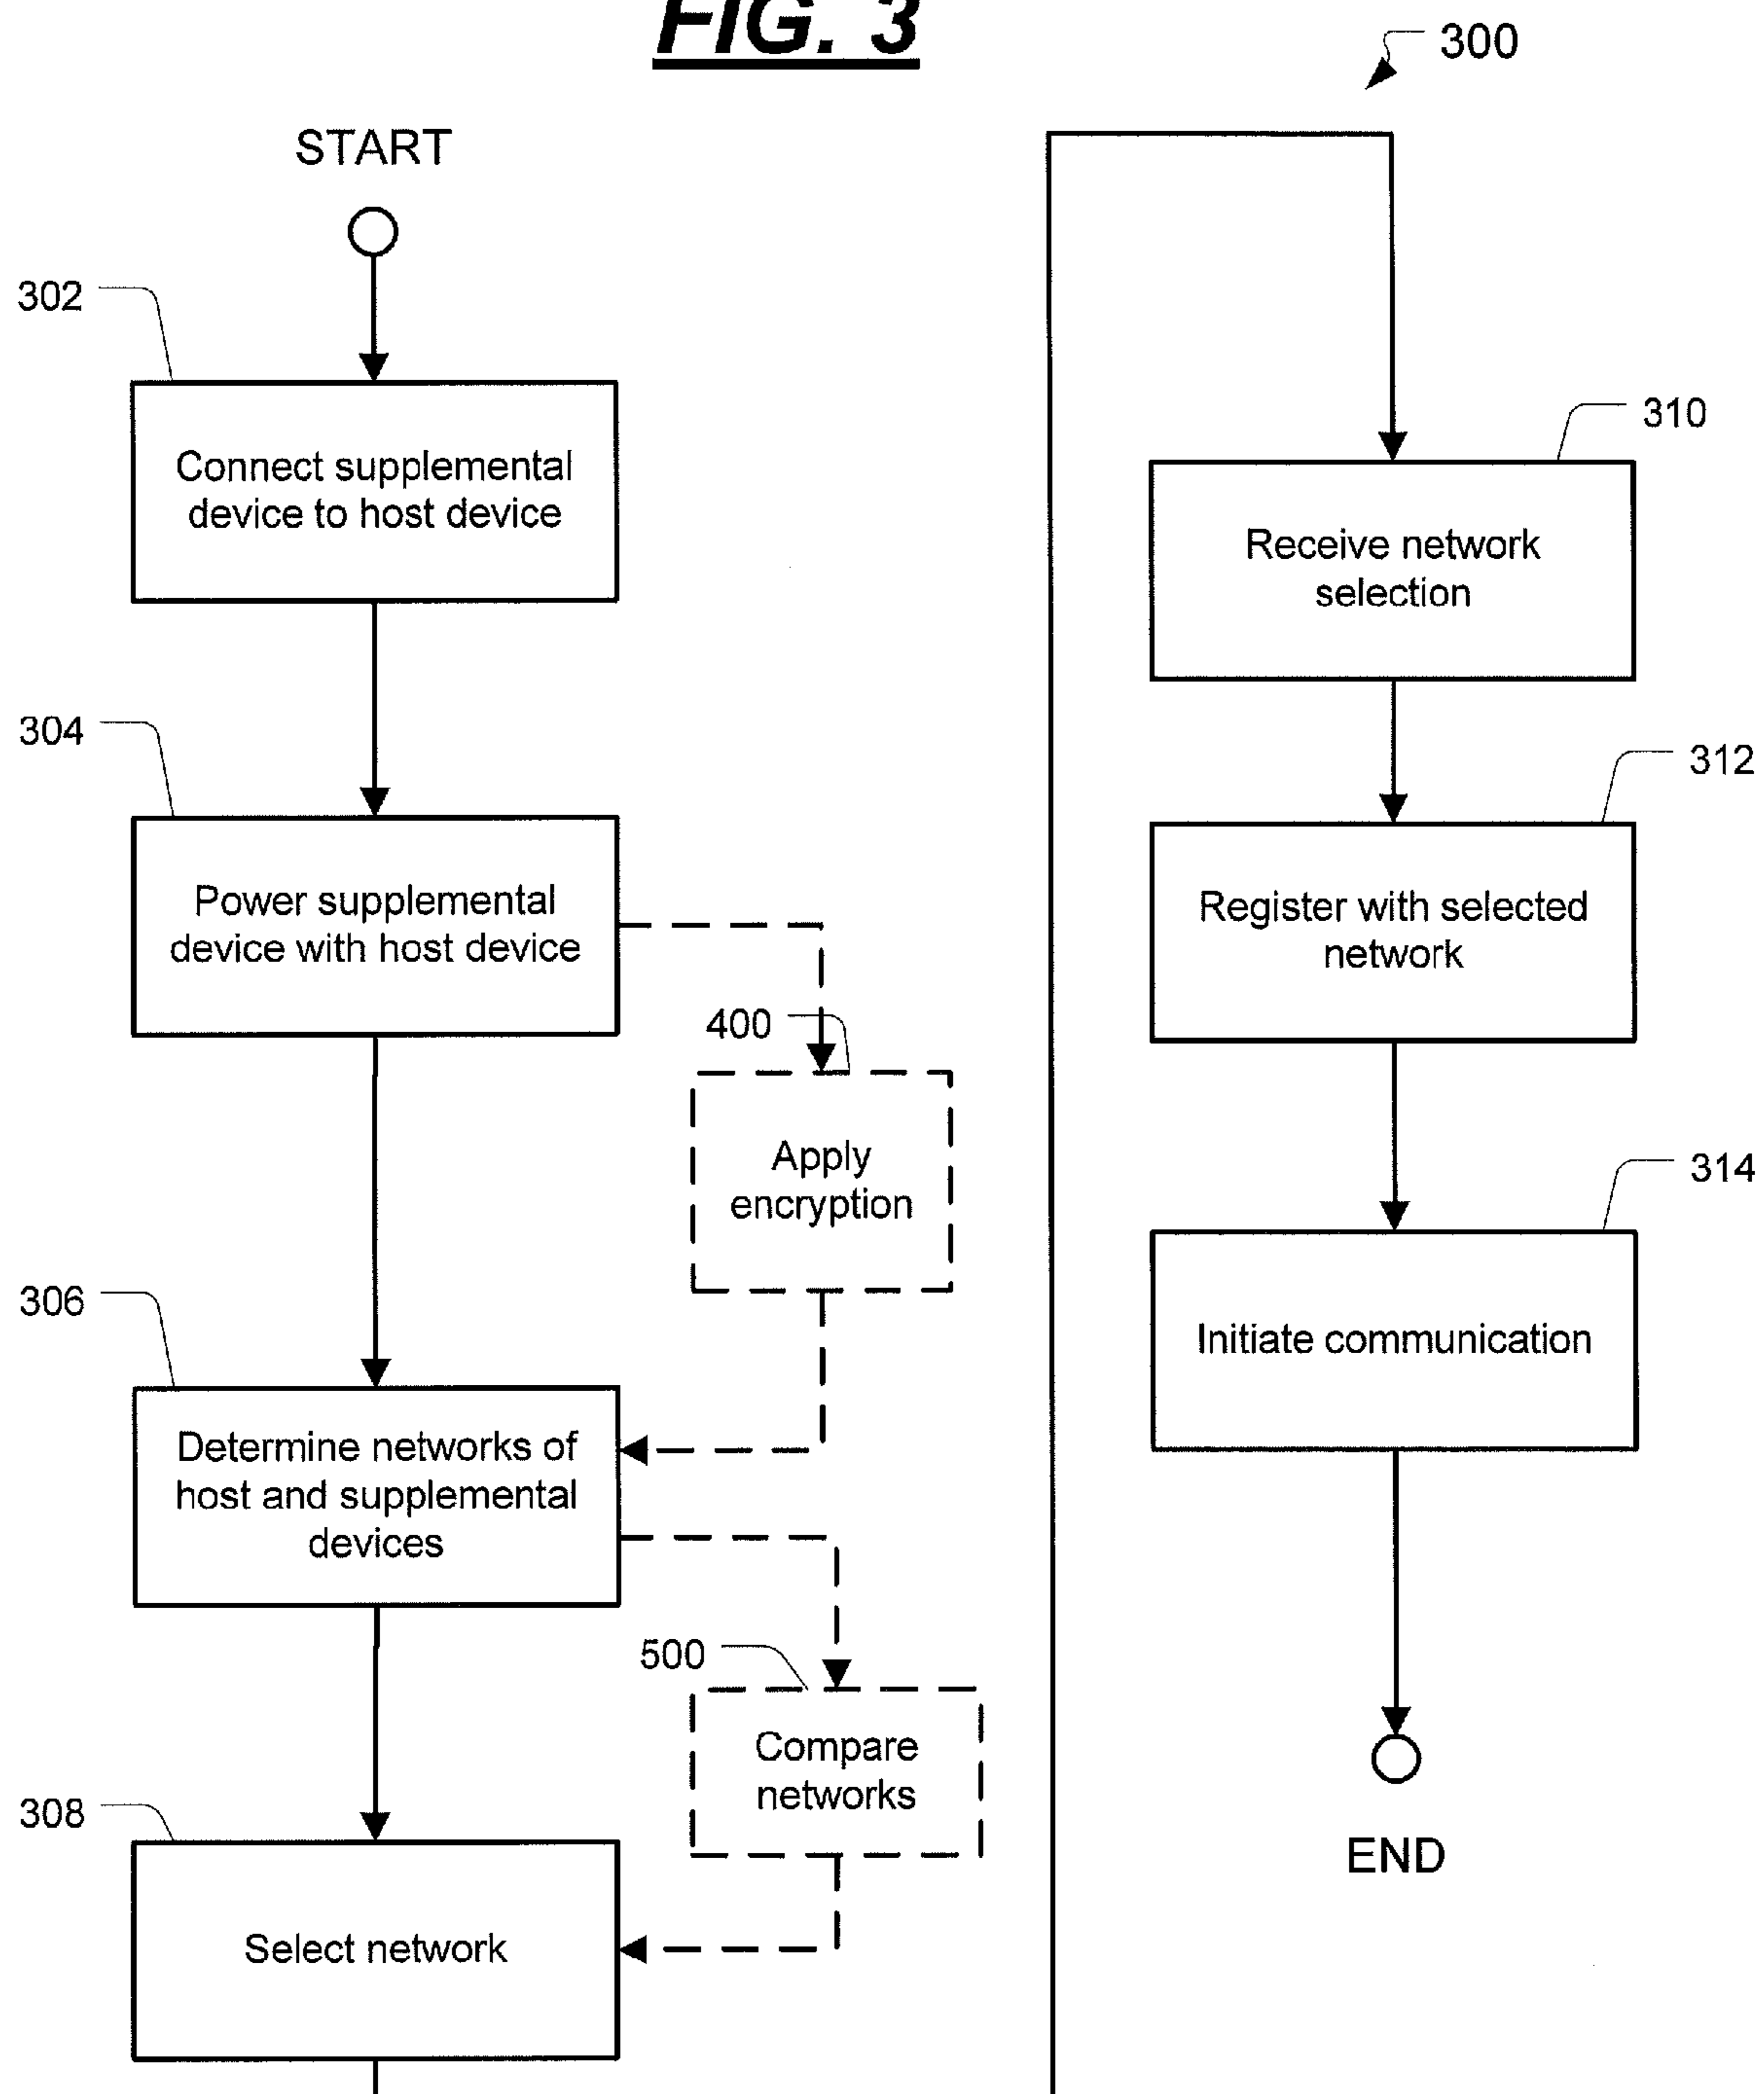 FIG. 3
300
START
302
Connect supplemental
device to host device
304
Power supplemental
device with host device
400
Apply
encryption
306
Determine networks of
host and supplemental
devices
500
Compare
networks
308
Select network
310
Receive network
selection
312
Register with selected
network
314
Initiate communication
END